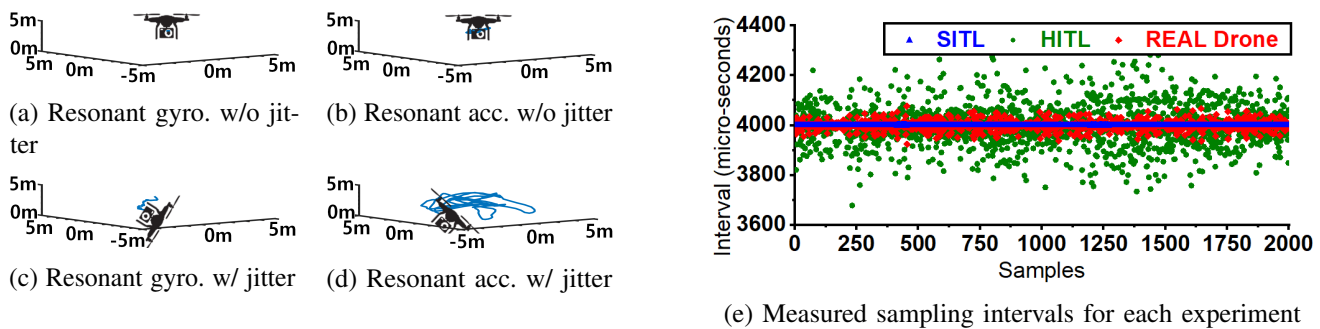 5m
0m
5m
0m
-5m
0m
5m
(a) Resonant gyro. w/o jit-
ter
5m
0m
5m
0m
-5m
0m
5m
(b) Resonant acc. w/o jitter
5m
0m
5m
0m
-5m
0m
5m
(c) Resonant gyro. w/ jitter
5m
0m
5m
0m
-5m
0m
5m
(d) Resonant acc. w/ jitter
Interval (micro-seconds)
4400
4200
4000
3800
3600
SITL HITL REAL Drone
0 250 500 750 1000 1250 1500 1750 2000
Samples
(e) Measured sampling intervals for each experiment